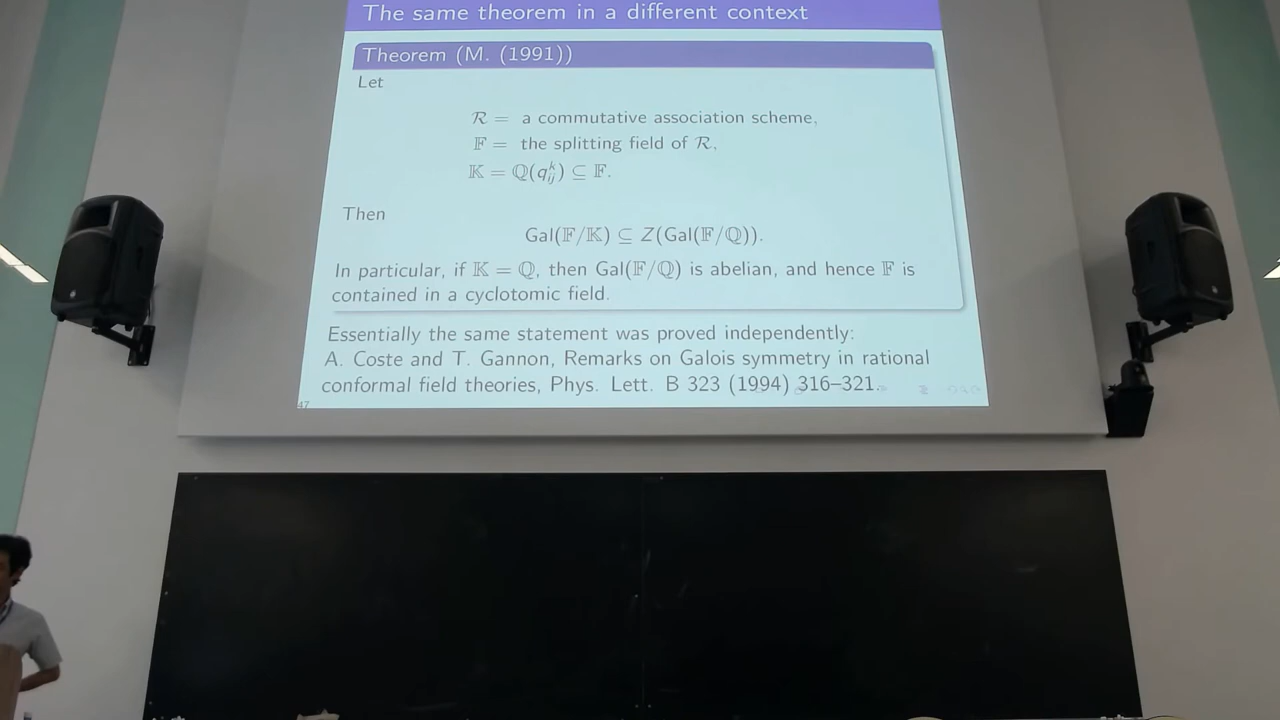 The same theorem in a different context
Theorem (M. (1991))
Let
ℛ = a commutative association scheme,
𝔽 = the splitting field of ℛ,
𝕂 = ℚ(qᵏᵢⱼ) ⊆ 𝔽.
Then
Gal(𝔽/𝕂) ⊆ Z(Gal(𝔽/ℚ)).
In particular, if 𝕂 = ℚ, then Gal(𝔽/ℚ) is abelian, and hence 𝔽 is
contained in a cyclotomic field.
Essentially the same statement was proved independently:
A. Coste and T. Gannon, Remarks on Galois symmetry in rational
conformal field theories, Phys. Lett. B 323 (1994) 316–321.
47